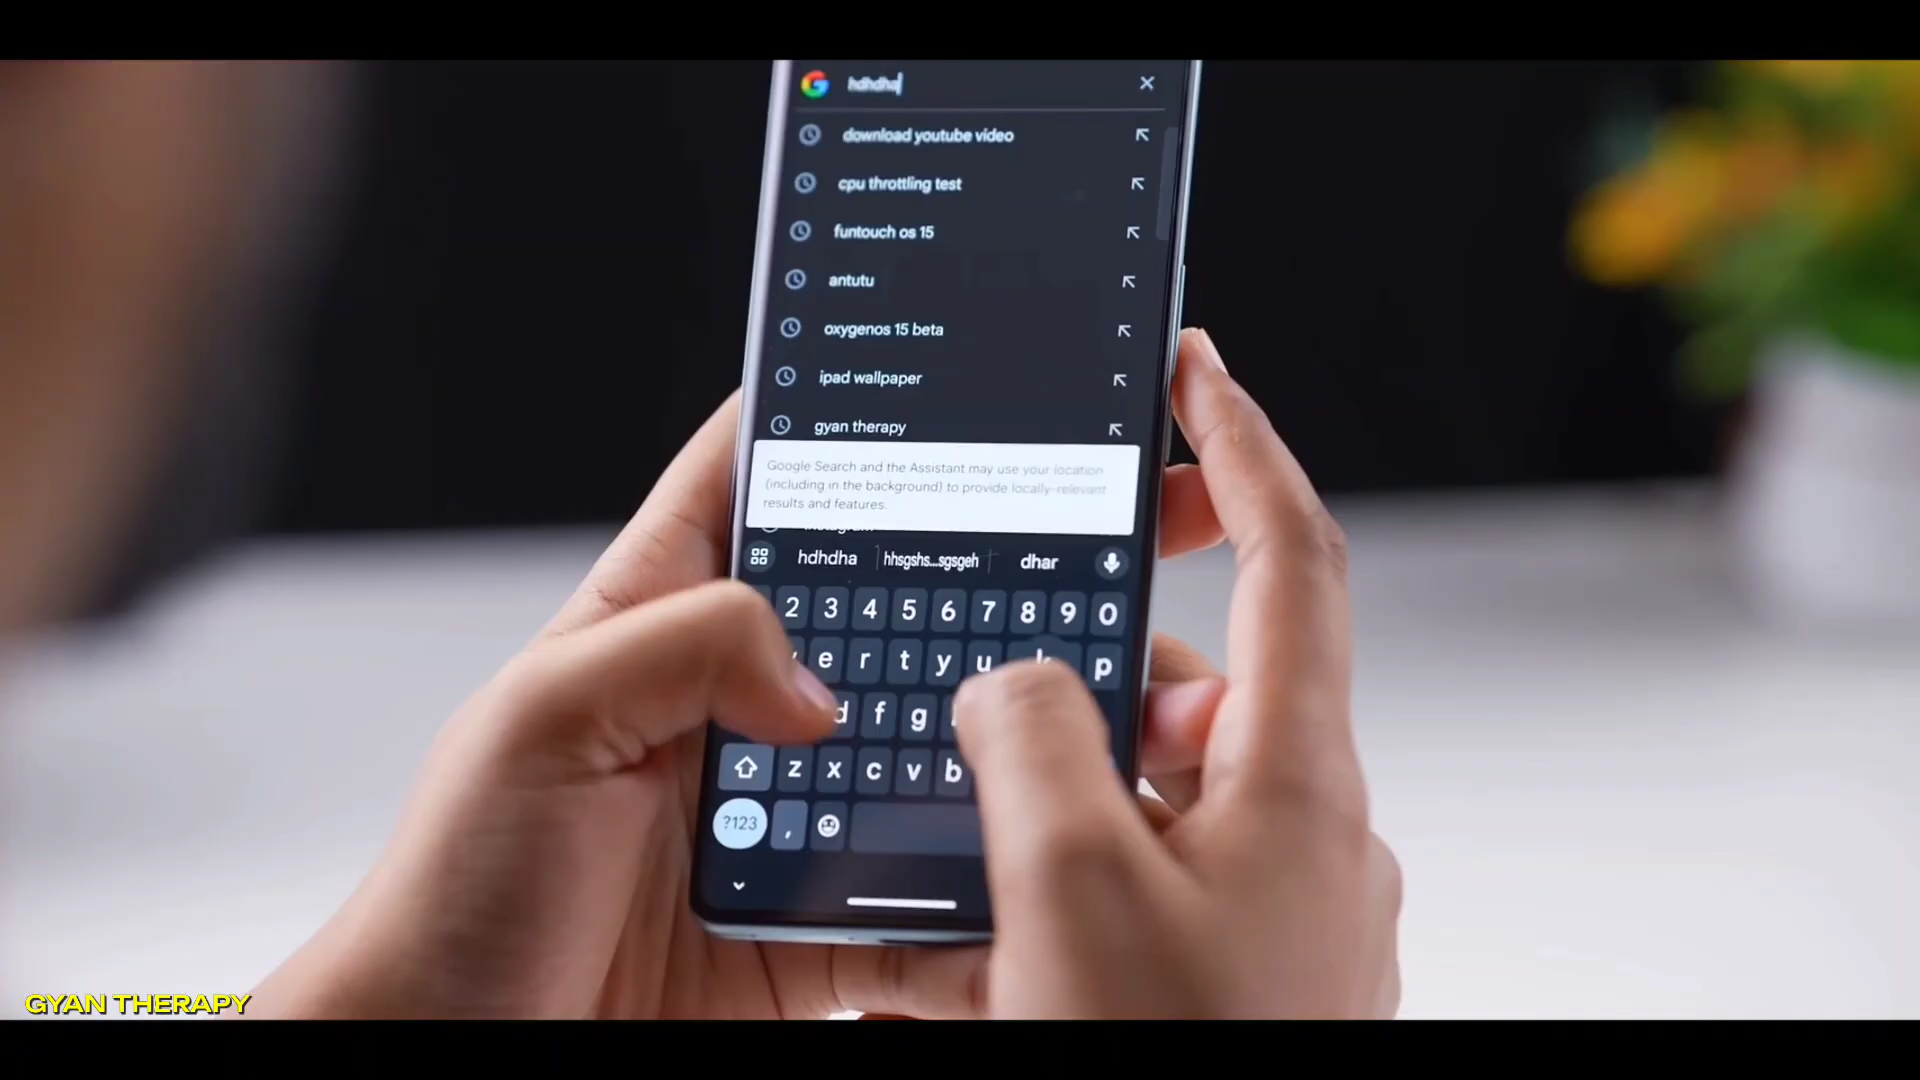 hdhdha
download youtube video
cpu throttling test
funtouch os 15
antutu
oxygenos 15 beta
ipad wallpaper
gyan therapy
Google Search and the Assistant may use your location
(including in the background) to provide locally-relevant
results and features.
hdhdha hhsgshs...sgsgeh dhar
2 3 4 5 6 7 8 9 0
e r t y u k p
d f g
z x c v b
?123 ,
GYAN THERAPY